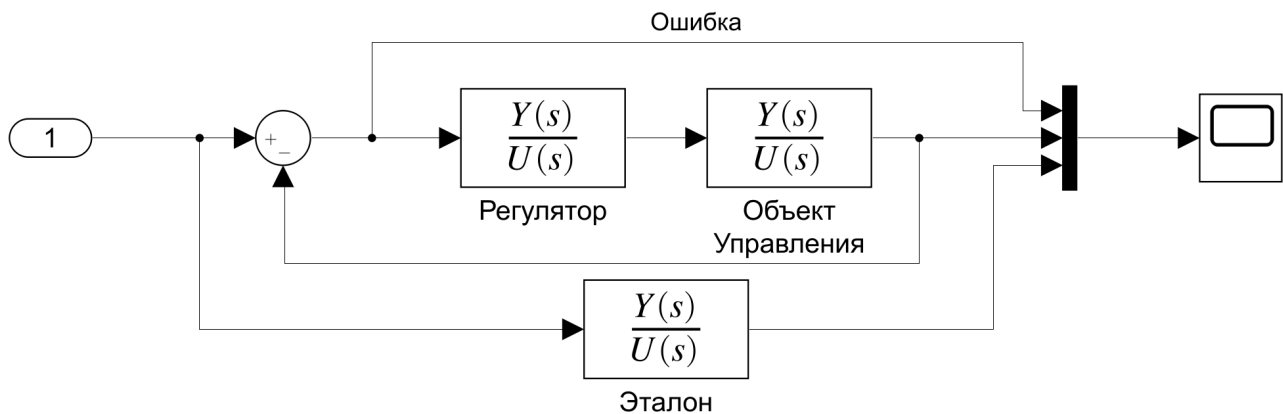 Ошибка
1
+
−
Y(s)
U(s)
Регулятор
Y(s)
U(s)
Объект
Управления
Y(s)
U(s)
Эталон